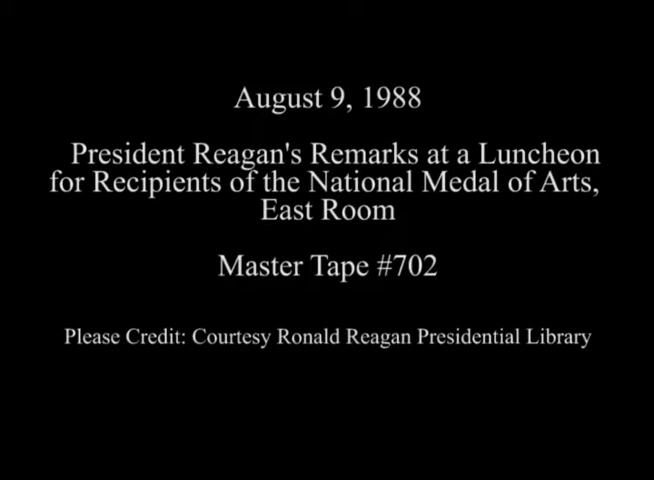 August 9, 1988
President Reagan's Remarks at a Luncheon
for Recipients of the National Medal of Arts,
East Room
Master Tape #702
Please Credit: Courtesy Ronald Reagan Presidential Library